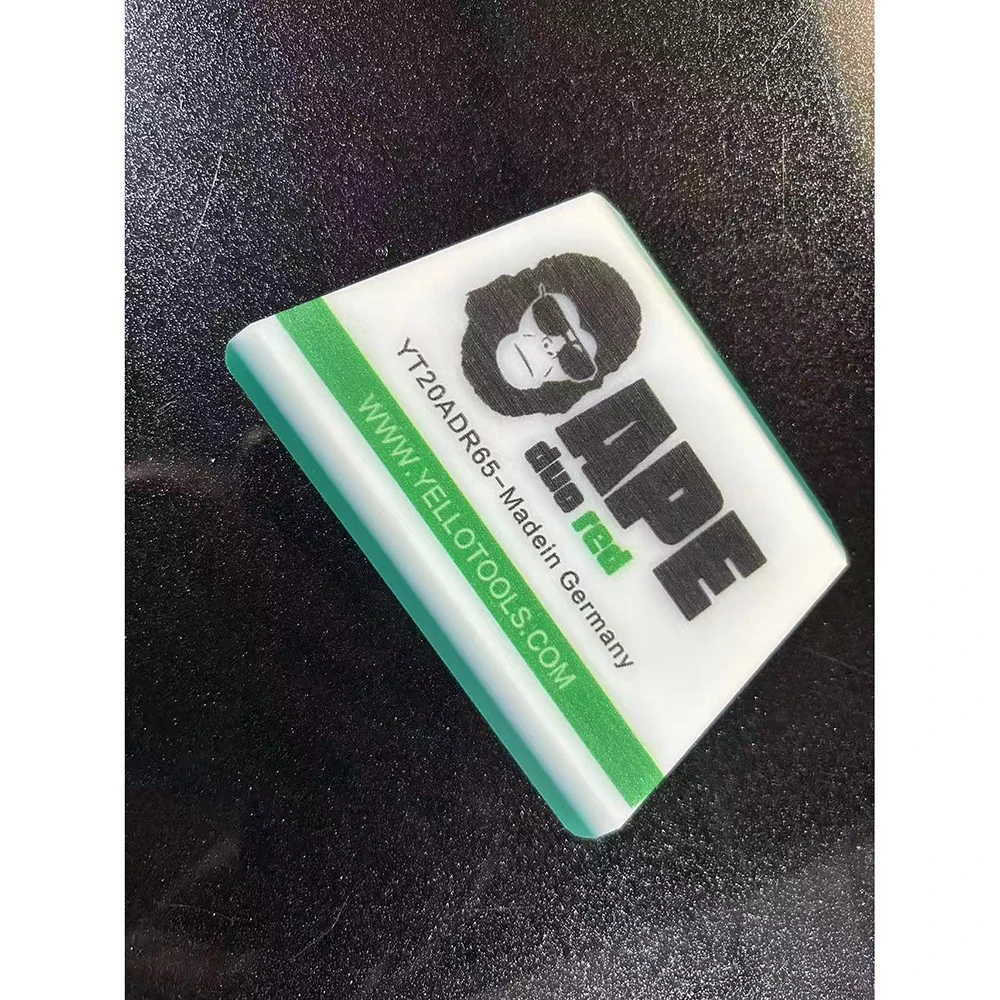 APE
duo red
YT20ADR65-Madein Germany
WWW.YELLOTOOLS.COM